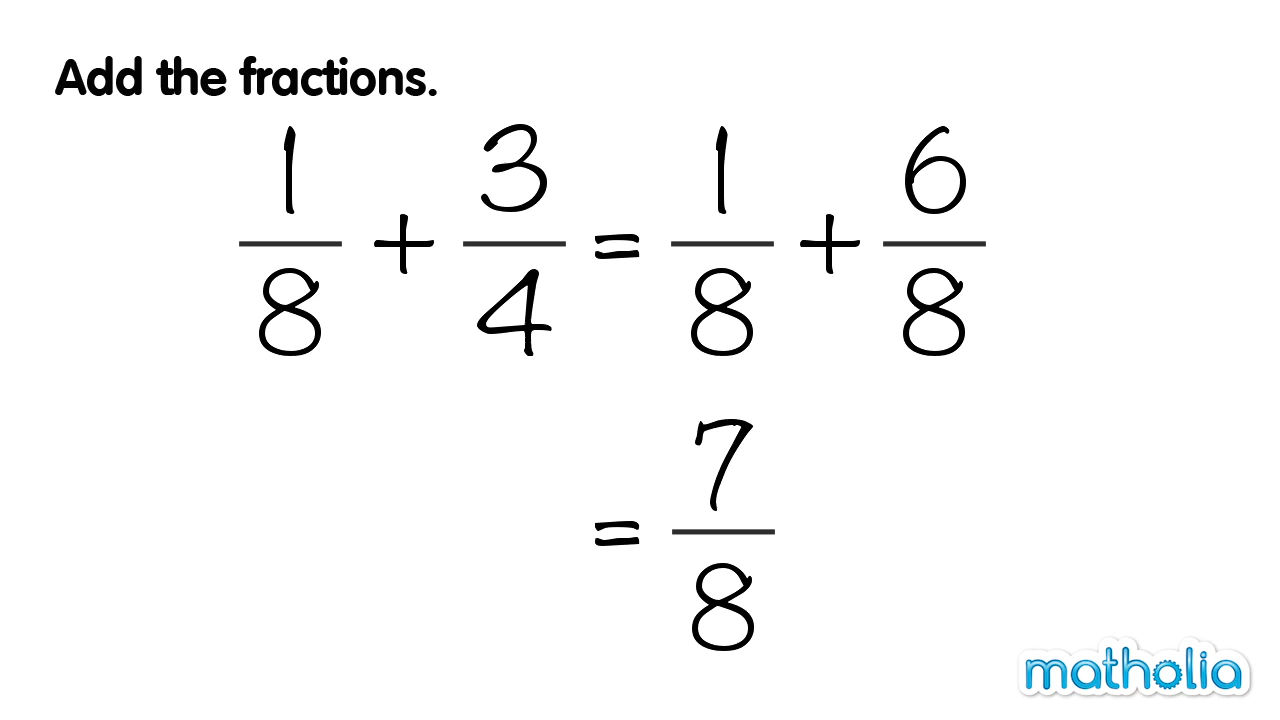 Add the fractions.
1/8 + 3/4 = 1/8 + 6/8
= 7/8
matholia